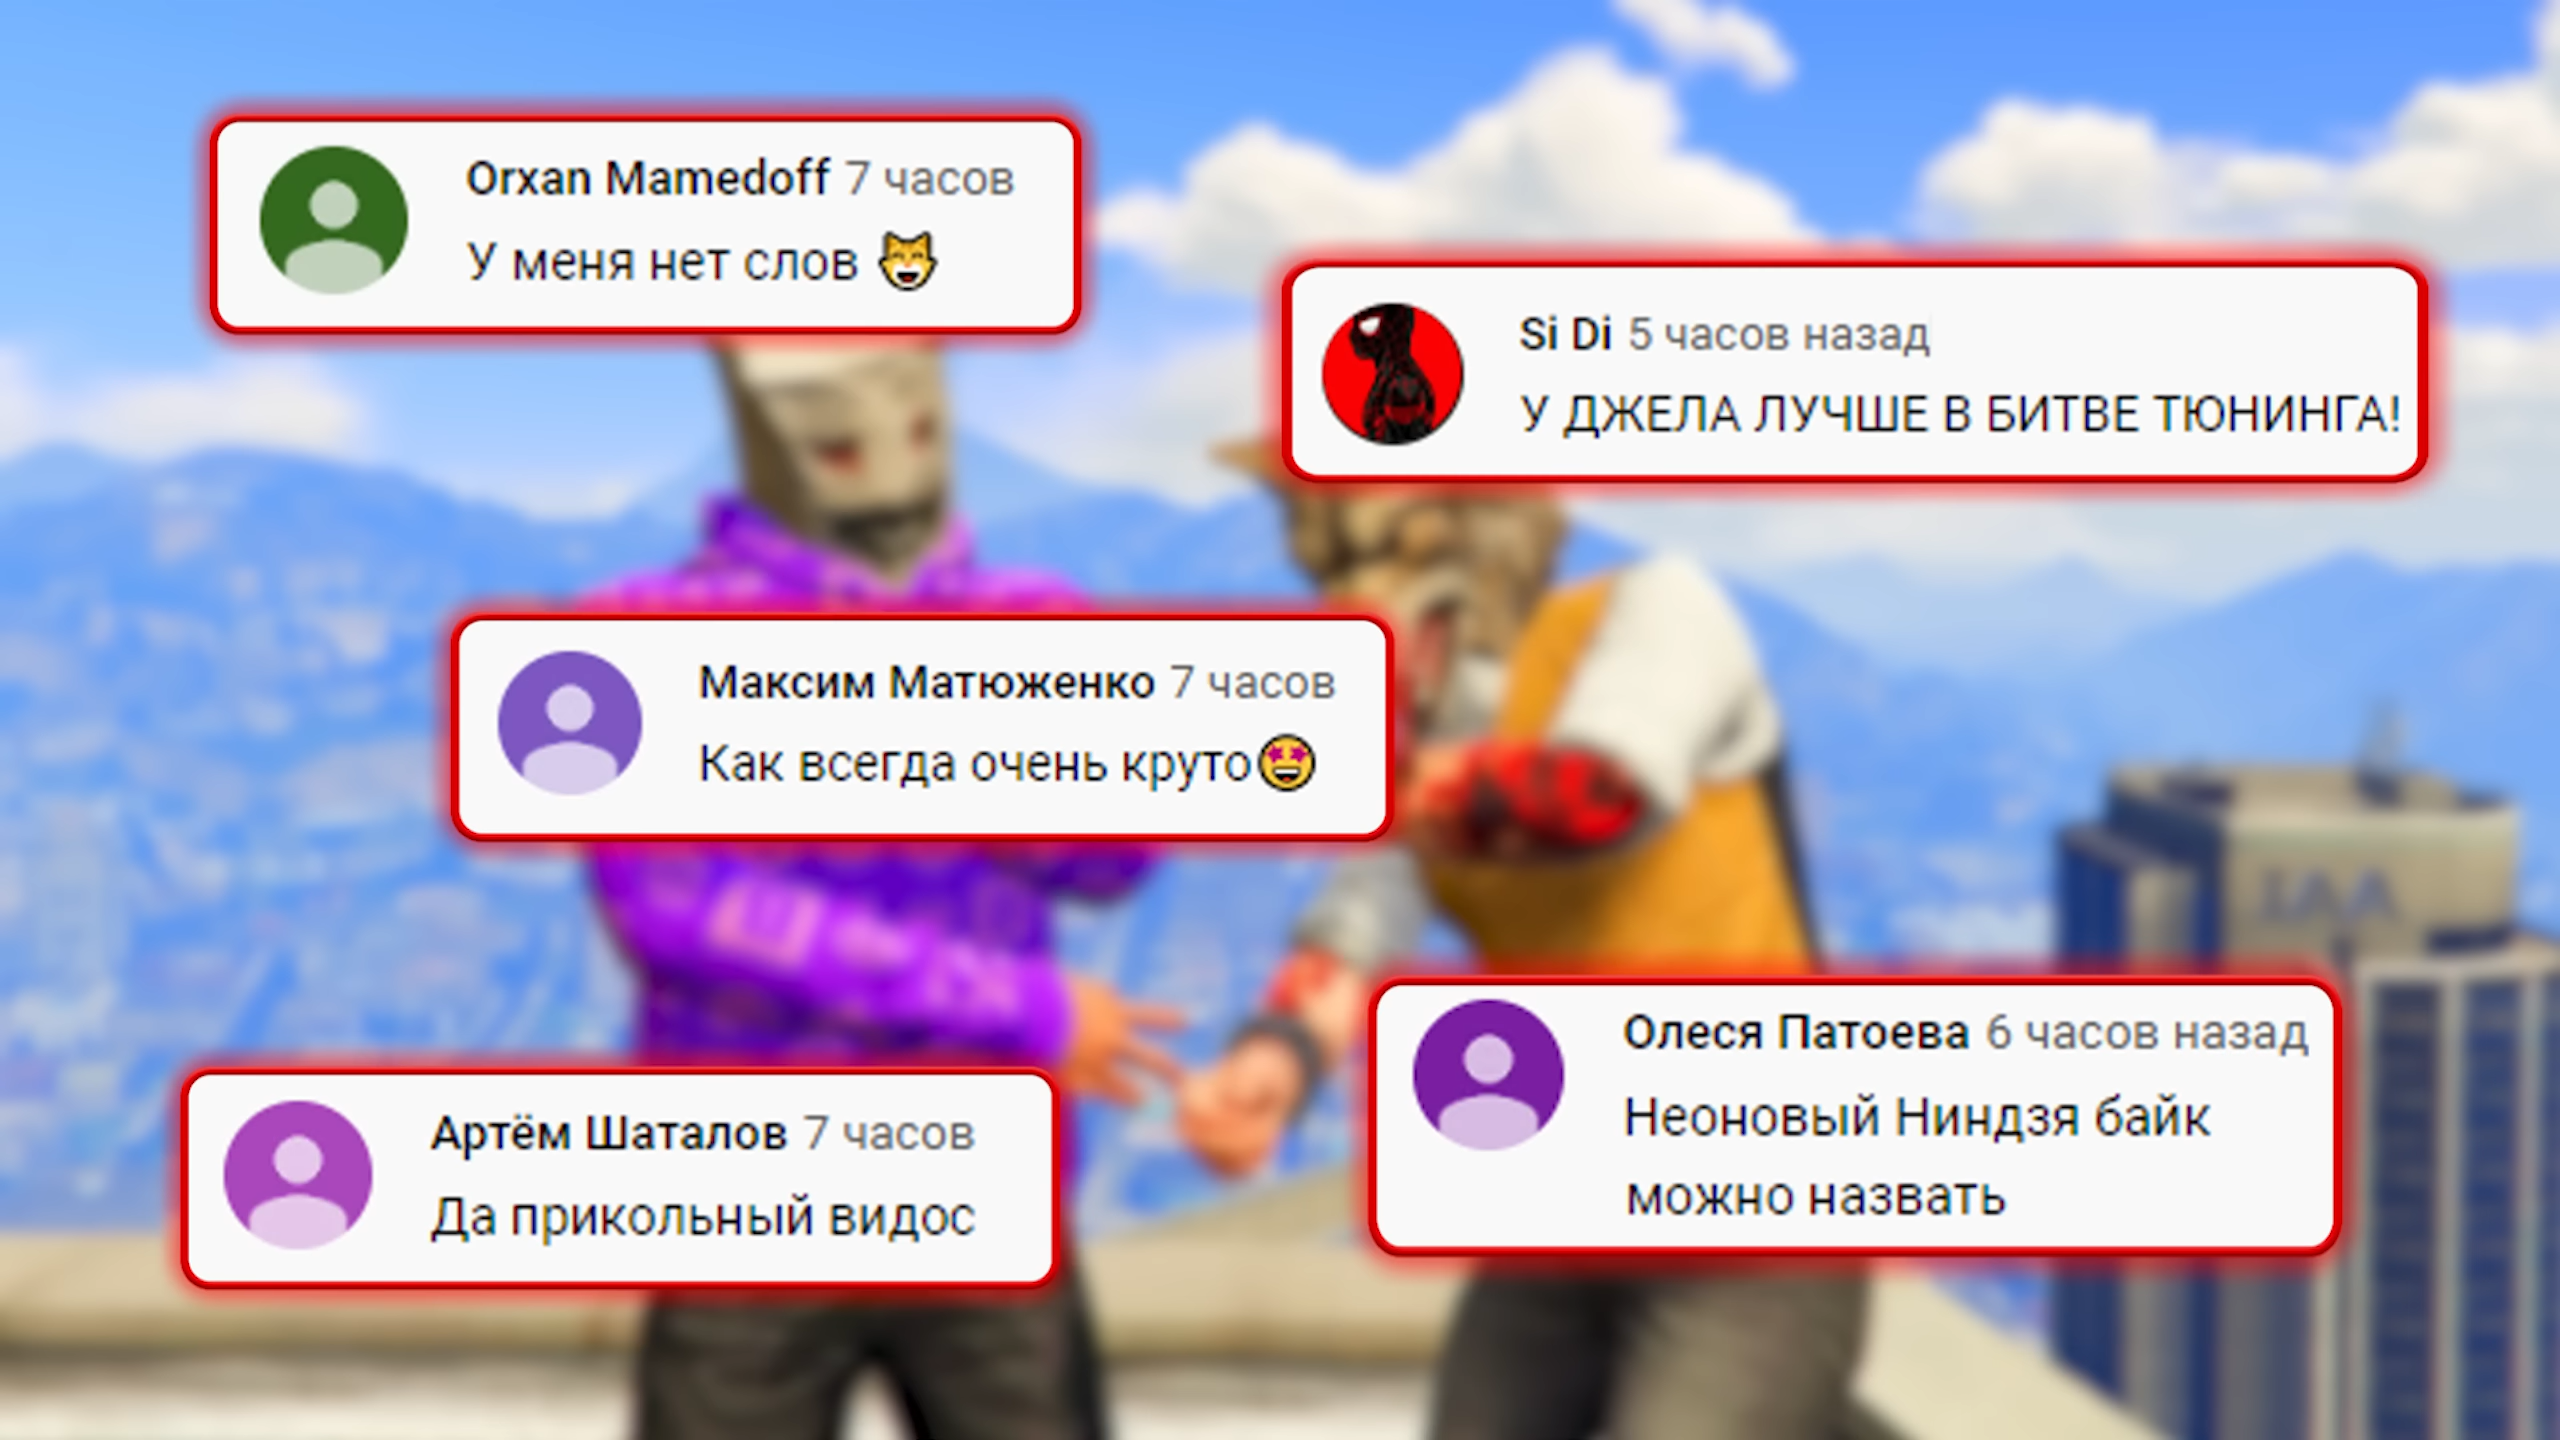 Orxan Mamedoff 7 часов
У меня нет слов 😸
Si Di 5 часов назад
У ДЖЕЛА ЛУЧШЕ В БИТВЕ ТЮНИНГА!
Максим Матюженко 7 часов
Как всегда очень круто🤩
IAA
Олеся Патоева 6 часов назад
Неоновый Ниндзя байк
можно назвать
Артём Шаталов 7 часов
Да прикольный видос